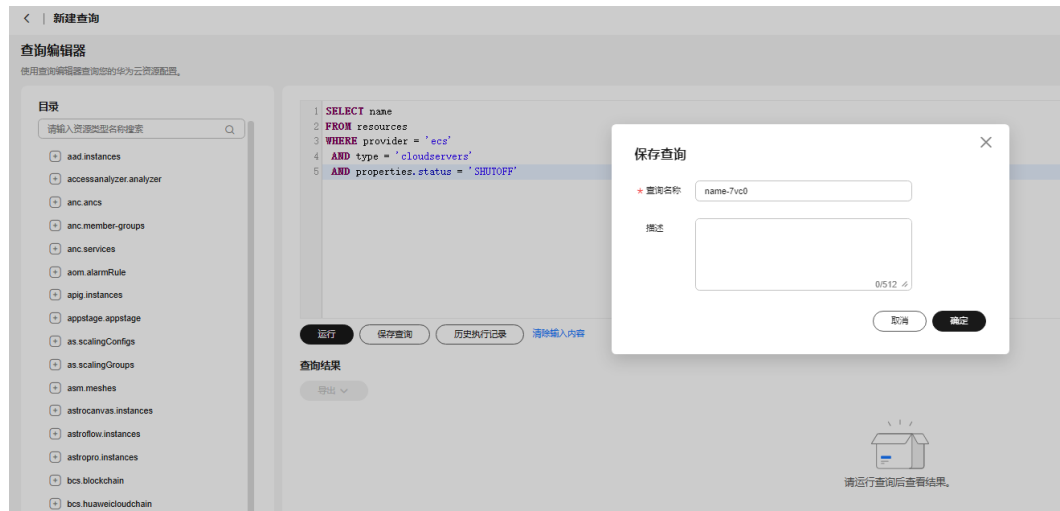 新建查询
查询编辑器
使用查询编辑器查询您的华为云资源配置。
目录
请输入资源类型名称搜索
aad.instances
accessanalyzer.analyzer
anc.ancs
anc.member-groups
anc.services
aom.alarmRule
apig.instances
appstage.appstage
as.scalingConfigs
as.scalingGroups
asm.meshes
astrocanvas.instances
astroflow.instances
astropro.instances
bcs.blockchain
bcs.huaweicloudchain
1 SELECT name
2 FROM resources
3 WHERE provider = 'ecs'
4 AND type = 'cloudservers'
5 AND properties.status = 'SHUTOFF'
运行 保存查询 历史执行记录 清除输入内容
查询结果
导出
请运行查询后查看结果。
保存查询
* 查询名称 name-7vc0
描述
0/512
取消 确定